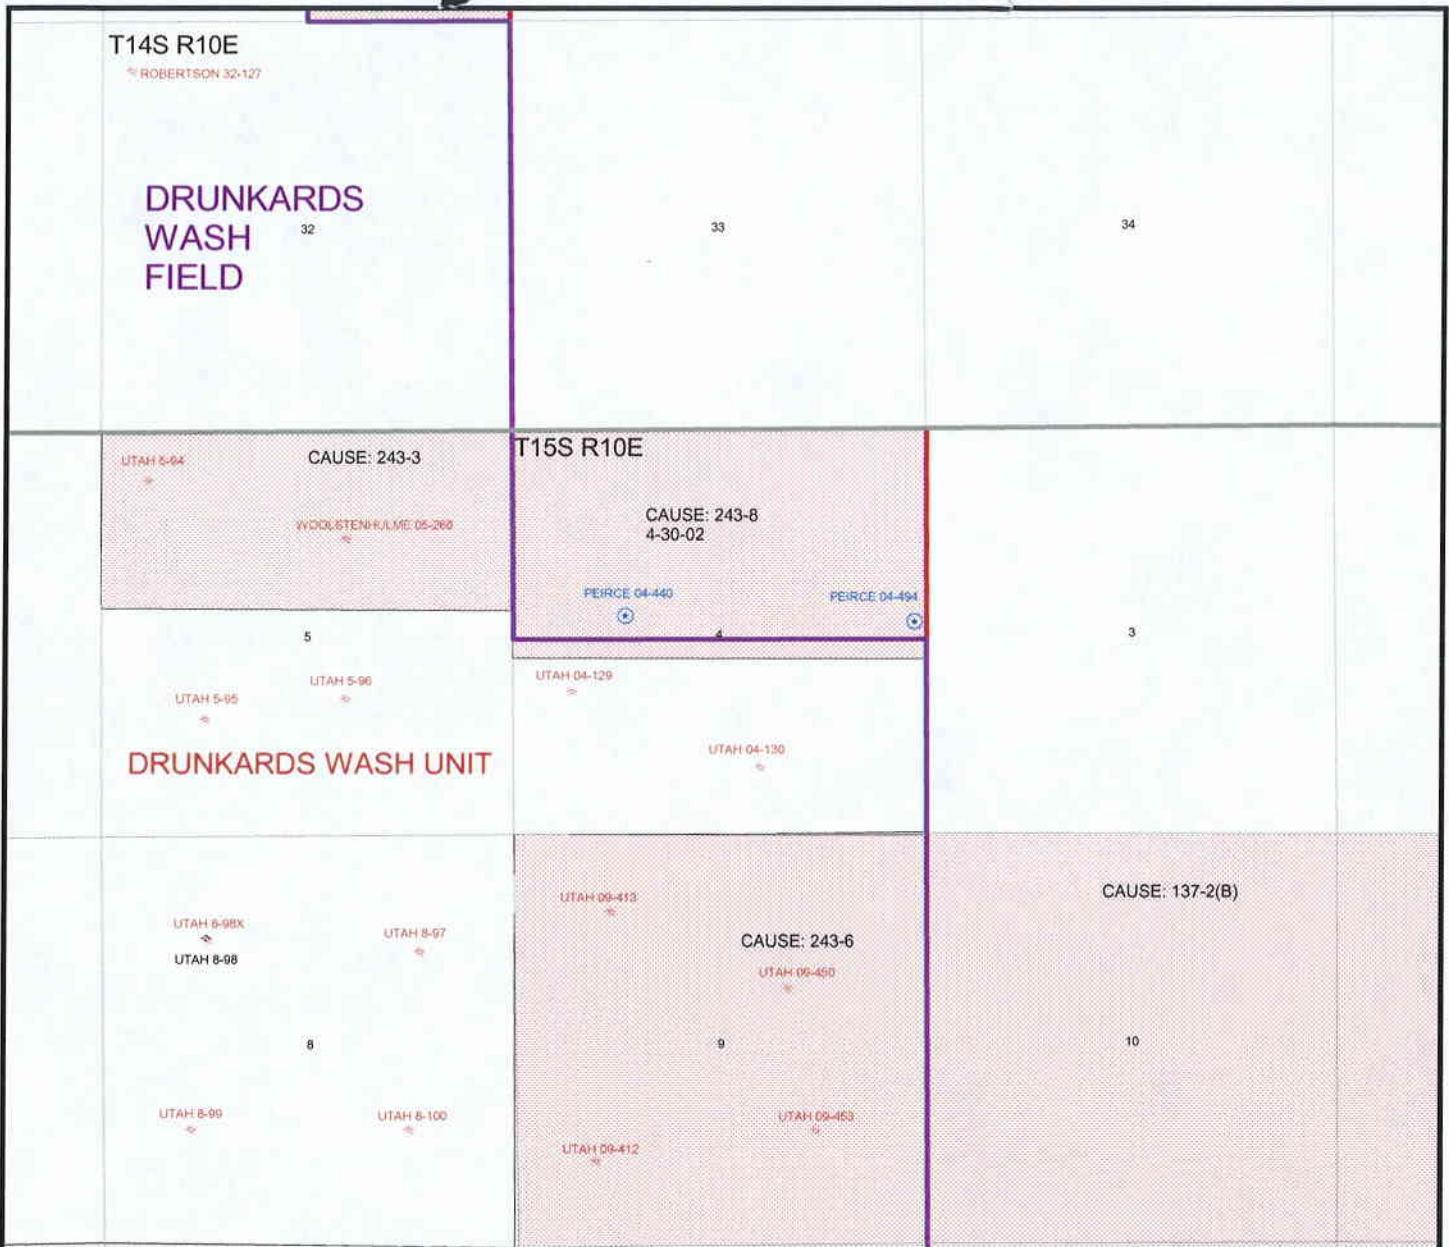 T14S R10E
ROBERTSON 32-127
DRUNKARDS
WASH
FIELD
32
33
34
T15S R10E
UTAH 5-94
CAUSE: 243-3
WOOLSTENHULME 05-268
CAUSE: 243-8
4-30-02
PEIRCE 04-440
PEIRCE 04-494
5
4
3
UTAH 5-95
UTAH 5-96
UTAH 04-129
UTAH 04-130
DRUNKARDS WASH UNIT
UTAH 8-98X
UTAH 8-98
UTAH 8-97
UTAH 09-413
CAUSE: 243-6
UTAH 09-450
CAUSE: 137-2(B)
8
9
10
UTAH 8-99
UTAH 8-100
UTAH 09-453
UTAH 09-412